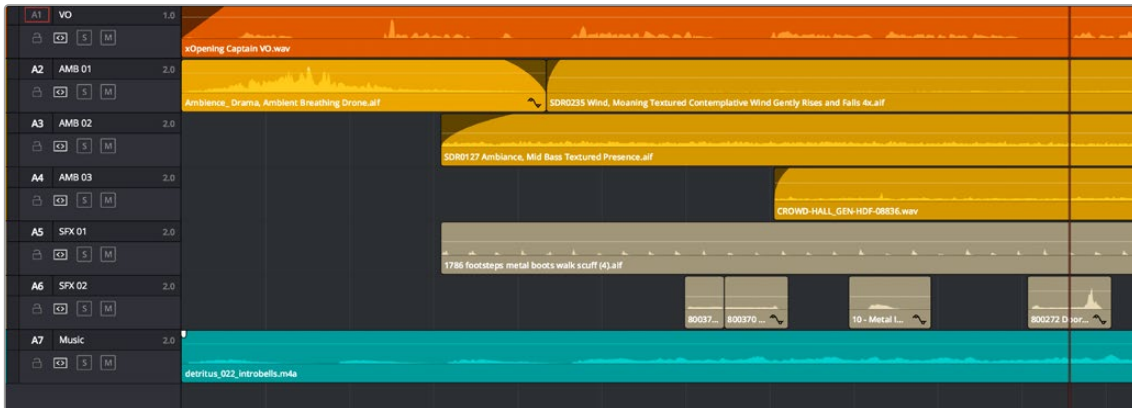 A1 VO 1.0
S M
xOpening Captain VO.wav
A2 AMB 01 2.0
S M
Ambience_ Drama, Ambient Breathing Drone.aif
SDR0235 Wind, Moaning Textured Contemplative Wind Gently Rises and Falls 4x.aif
A3 AMB 02 2.0
S M
SDR0127 Ambiance, Mid Bass Textured Presence.aif
A4 AMB 03 2.0
S M
CROWD-HALL_GEN-HDF-08836.wav
A5 SFX 01 2.0
S M
1786 footsteps metal boots walk scuff (4).aif
A6 SFX 02 2.0
S M
80037... 800370 ... 10 - Metal I... 800272 Door...
A7 Music 2.0
S M
detritus_022_introbells.m4a